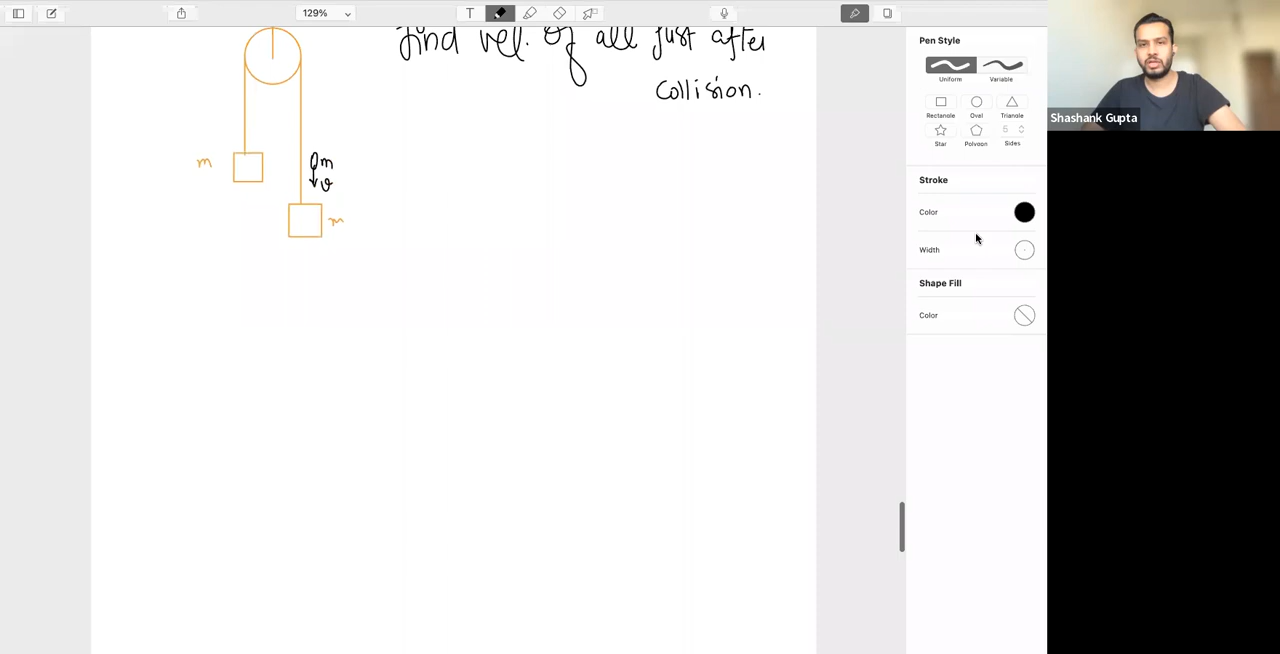 129%
T
find vel. of all just after
collision.
m
m
v
m
Pen Style
Uniform
Variable
Rectangle
Oval
Triangle
5
Star
Polygon
Sides
Stroke
Color
Width
Shape Fill
Color
Shashank Gupta